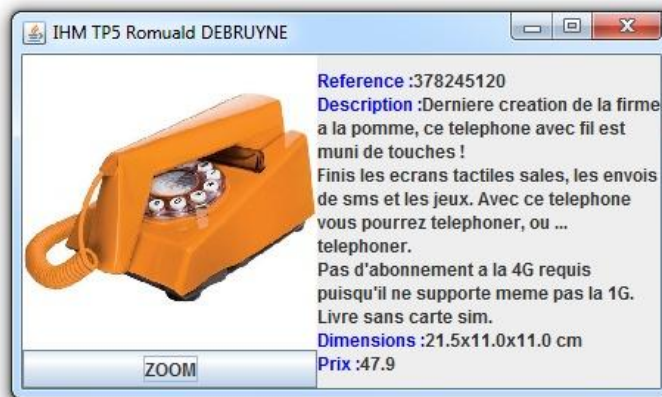 IHM TP5 Romuald DEBRUYNE
Reference :378245120
Description :Derniere creation de la firme
a la pomme, ce telephone avec fil est
muni de touches !
Finis les ecrans tactiles sales, les envois
de sms et les jeux. Avec ce telephone
vous pourrez telephoner, ou ...
telephoner.
Pas d'abonnement a la 4G requis
puisqu'il ne supporte meme pas la 1G.
Livre sans carte sim.
Dimensions :21.5x11.0x11.0 cm
Prix :47.9
ZOOM